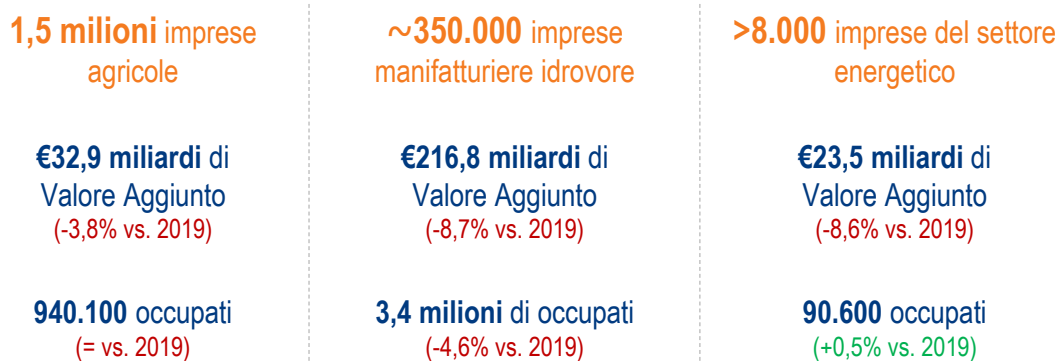 1,5 milioni imprese
agricole
€32,9 miliardi di
Valore Aggiunto
(-3,8% vs. 2019)
940.100 occupati
(= vs. 2019)
~350.000 imprese
manifatturiere idrovore
€216,8 miliardi di
Valore Aggiunto
(-8,7% vs. 2019)
3,4 milioni di occupati
(-4,6% vs. 2019)
>8.000 imprese del settore
energetico
€23,5 miliardi di
Valore Aggiunto
(-8,6% vs. 2019)
90.600 occupati
(+0,5% vs. 2019)